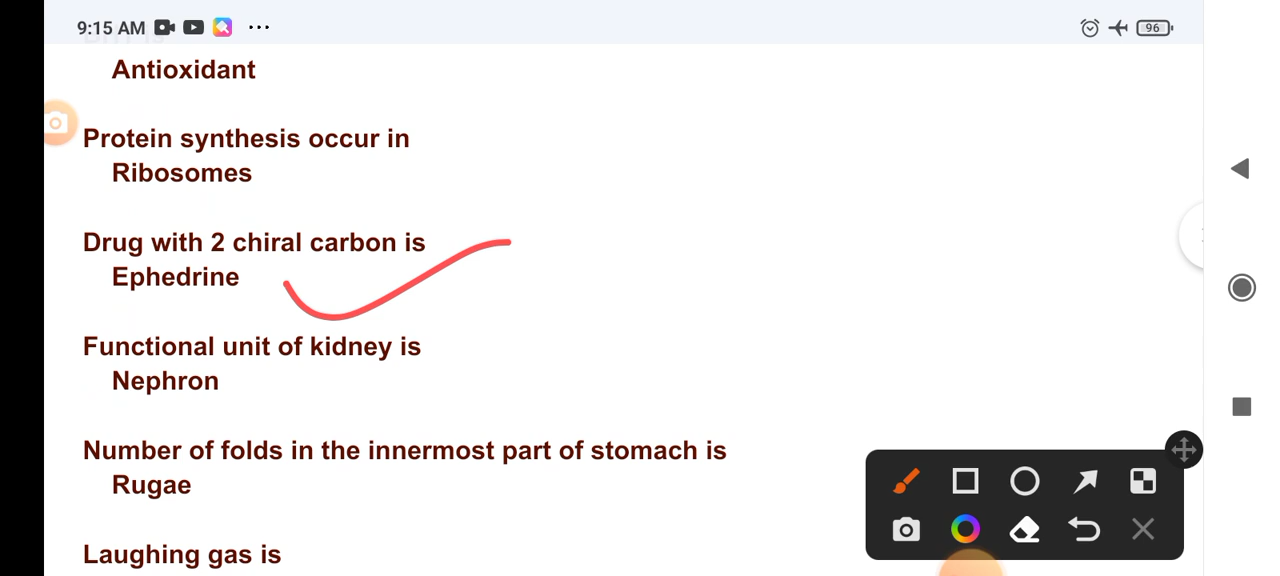 9:15 AM
96
Antioxidant
Protein synthesis occur in
Ribosomes
Drug with 2 chiral carbon is
Ephedrine
Functional unit of kidney is
Nephron
Number of folds in the innermost part of stomach is
Rugae
Laughing gas is